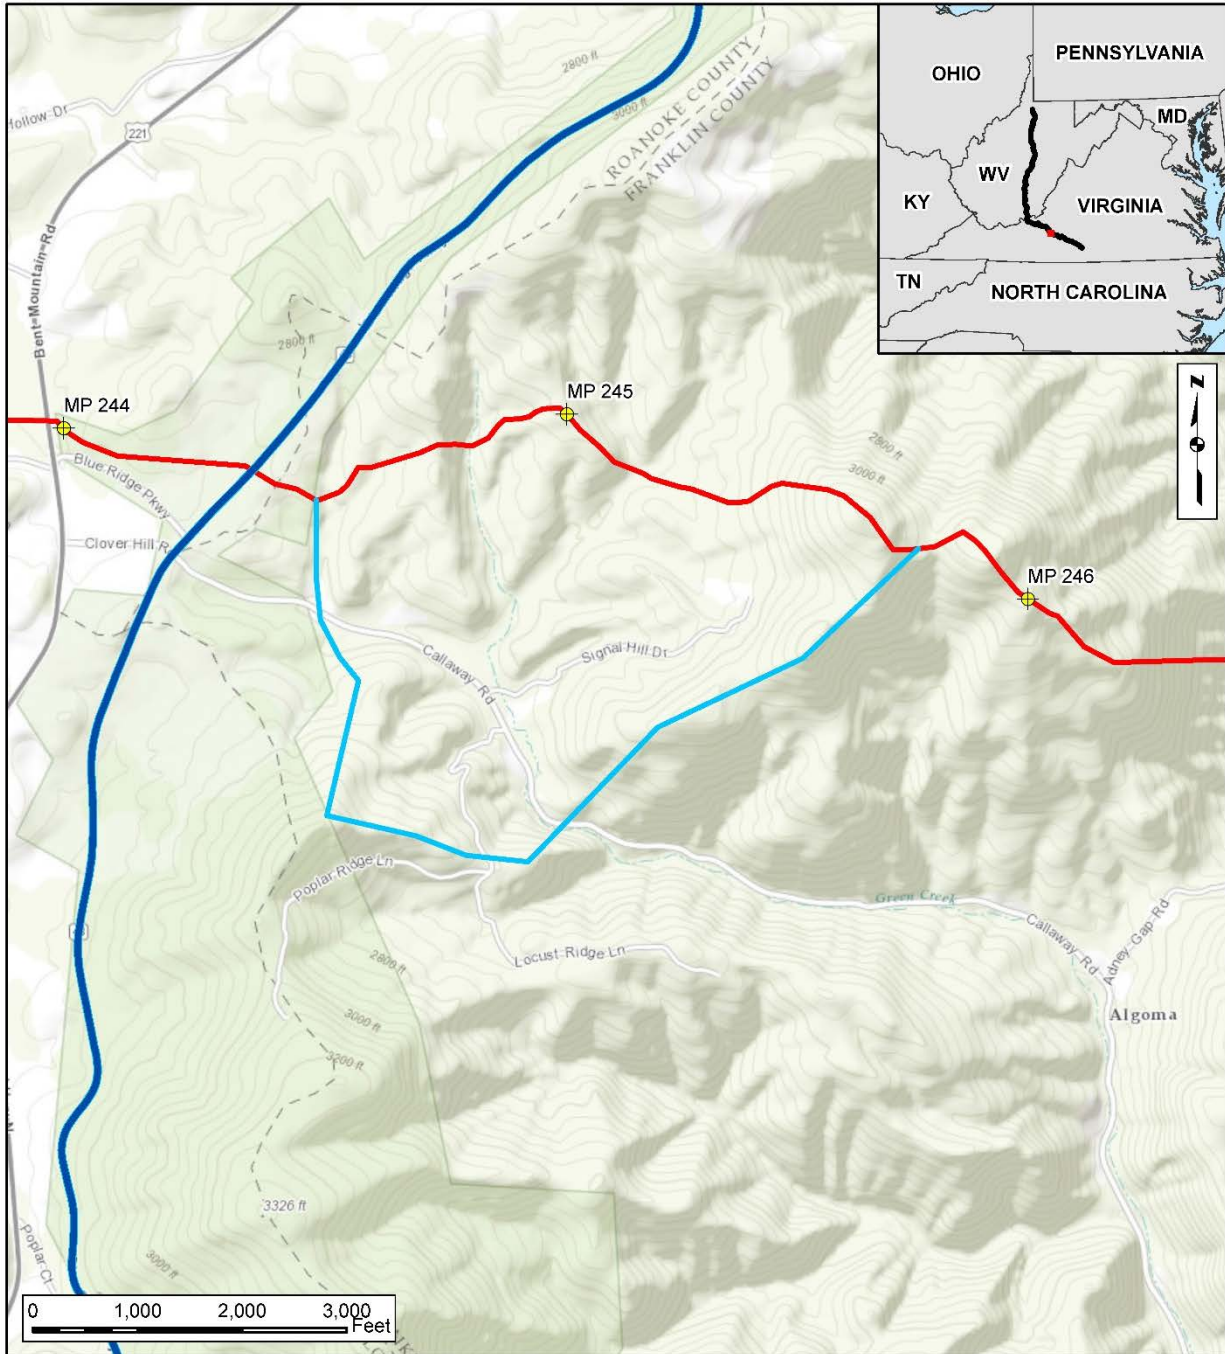 2800 ft
3000 ft
ROANOKE COUNTY
FRANKLIN COUNTY
OHIO
PENNSYLVANIA
MD
WV
KY
VIRGINIA
TN
NORTH CAROLINA
Hollow Dr
221
Bent Mountain Rd
2800 ft
MP 244
MP 245
N
2800 ft
3000 ft
Blue Ridge Pkwy
Clover Hill R
MP 246
Callaway Rd
Signal Hill Dr
Poplar Ridge Ln
Green Creek
Callaway Rd
Adney Gap Rd
Locust Ridge Ln
2800 ft
3000 ft
3200 ft
Algoma
3326 ft
Poplar Ct
3000 ft
0 1,000 2,000 3,000
Feet